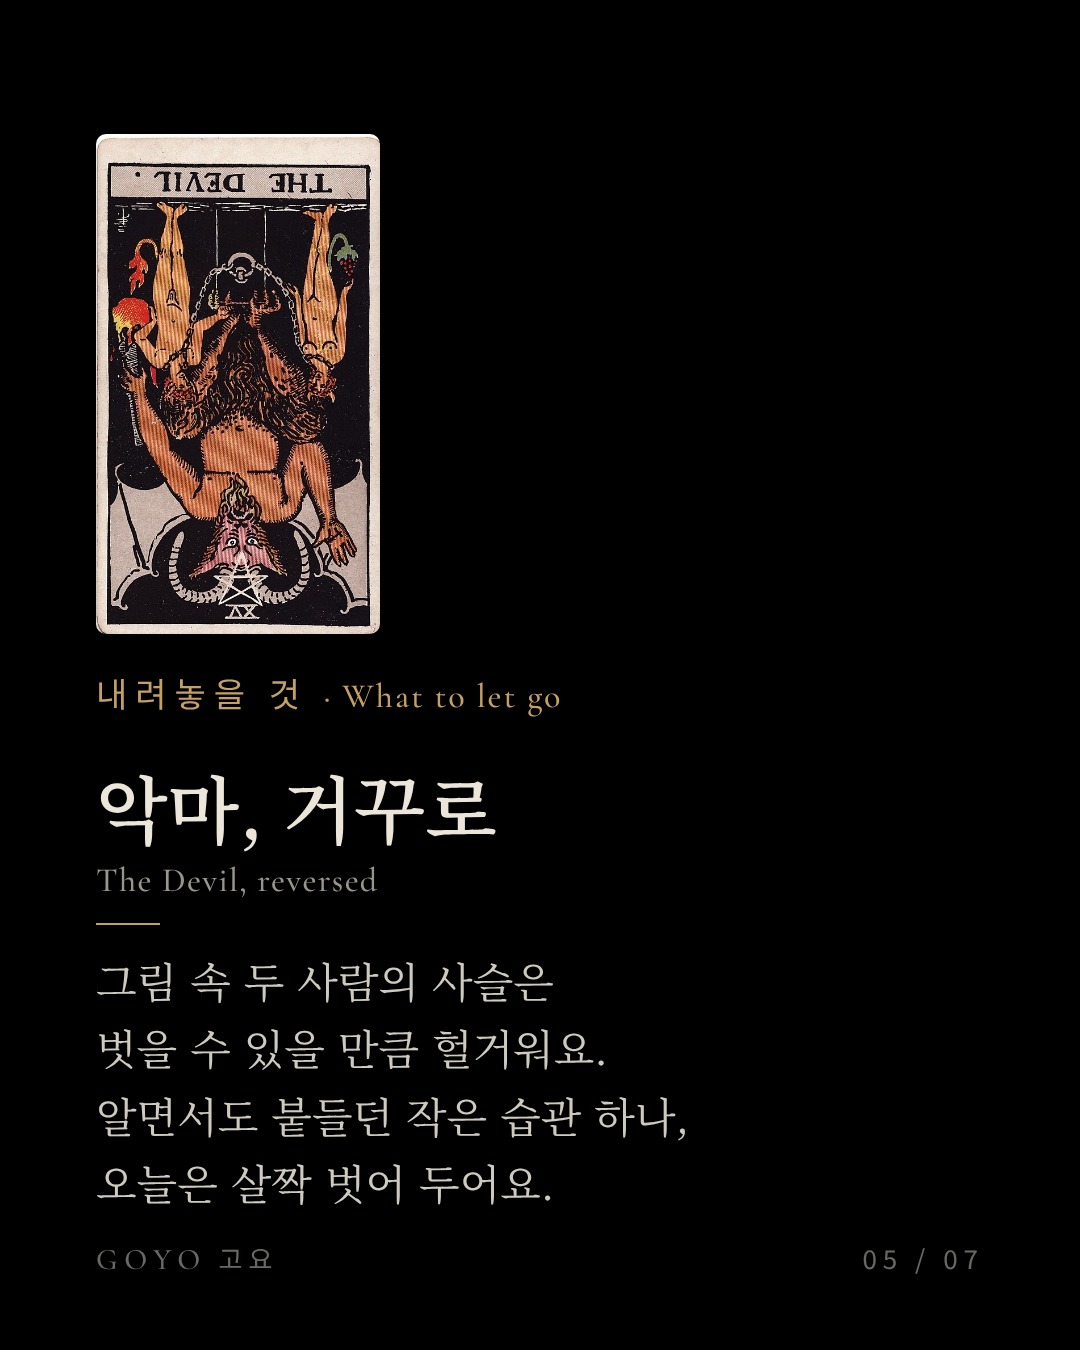 THE DEVIL.
내려놓을 것 · What to let go
악마, 거꾸로
The Devil, reversed
그림 속 두 사람의 사슬은
벗을 수 있을 만큼 헐거워요.
알면서도 붙들던 작은 습관 하나,
오늘은 살짝 벗어 두어요.
GOYO 고요
05 / 07
XV